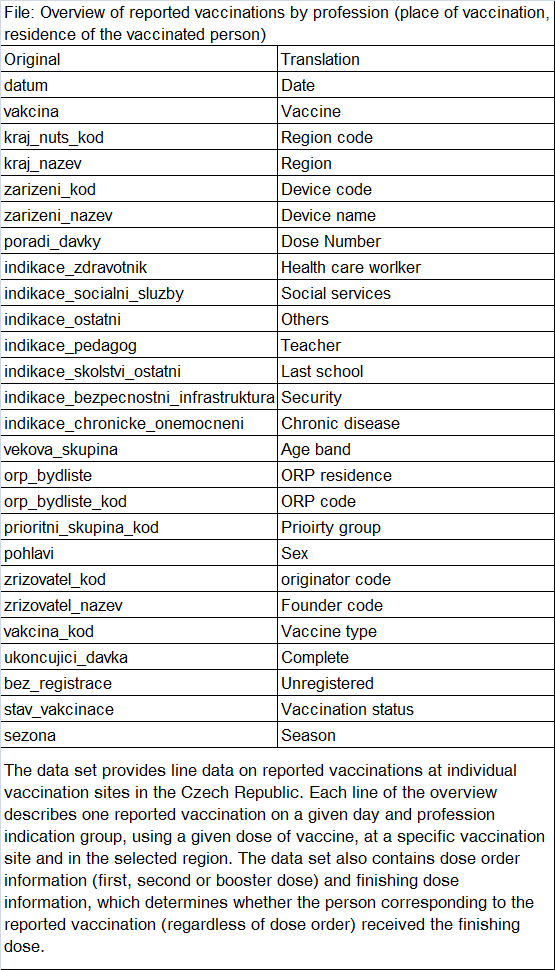 File: Overview of reported vaccinations by profession (place of vaccination,
residence of the vaccinated person)
Original Translation
datum Date
vakcina Vaccine
kraj_nuts_kod Region code
kraj_nazev Region
zarizeni_kod Device code
zarizeni_nazev Device name
poradi_davky Dose Number
indikace_zdravotnik Health care worlker
indikace_socialni_sluzby Social services
indikace_ostatni Others
indikace_pedagog Teacher
indikace_skolstvi_ostatni Last school
indikace_bezpecnostni_infrastruktura Security
indikace_chronicke_onemocneni Chronic disease
vekova_skupina Age band
orp_bydliste ORP residence
orp_bydliste_kod ORP code
prioritni_skupina_kod Prioirty group
pohlavi Sex
zrizovatel_kod originator code
zrizovatel_nazev Founder code
vakcina_kod Vaccine type
ukoncujici_davka Complete
bez_registrace Unregistered
stav_vakcinace Vaccination status
sezona Season
The data set provides line data on reported vaccinations at individual
vaccination sites in the Czech Republic. Each line of the overview
describes one reported vaccination on a given day and profession
indication group, using a given dose of vaccine, at a specific vaccination
site and in the selected region. The data set also contains dose order
information (first, second or booster dose) and finishing dose
information, which determines whether the person corresponding to the
reported vaccination (regardless of dose order) received the finishing
dose.